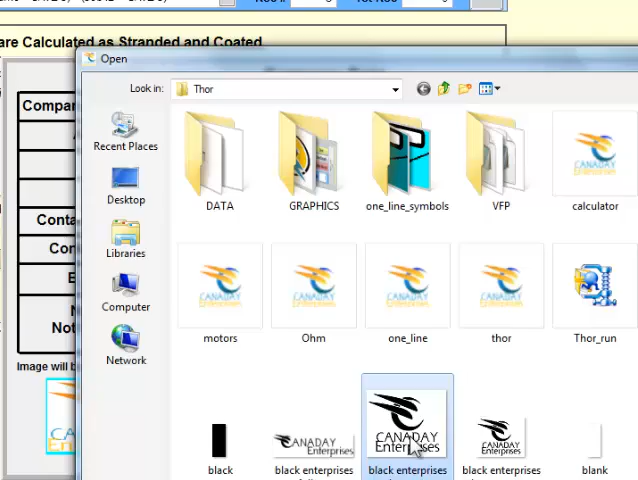 are Calculated as Stranded and Coated
Open
Look in:
Thor
Compan
Conta
Con
E
N
Not
Image will b
Recent Places
Desktop
Libraries
Computer
Network
DATA
GRAPHICS
one_line_symbols
VFP
calculator
motors
Ohm
one_line
thor
Thor_run
CANADAY
Enterprises
black
black enterprises
black enterprises
black enterprises
blank